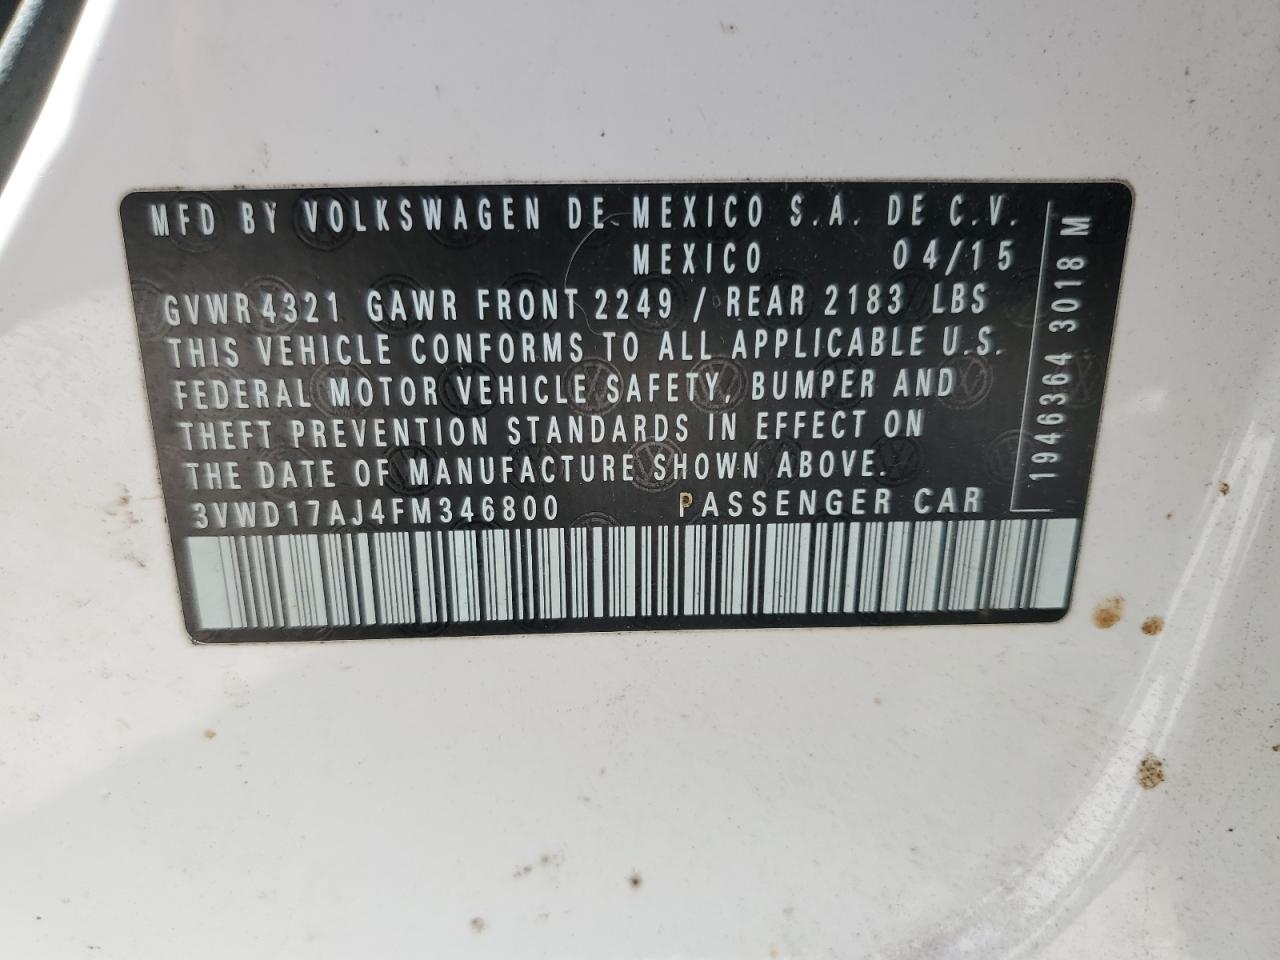 MFD BY VOLKSWAGEN DE MEXICO S.A. DE C.V.
MEXICO 04/15
GVWR 4321 GAWR FRONT 2249 / REAR 2183 LBS
THIS VEHICLE CONFORMS TO ALL APPLICABLE U.S.
FEDERAL MOTOR VEHICLE SAFETY, BUMPER AND
THEFT PREVENTION STANDARDS IN EFFECT ON
THE DATE OF MANUFACTURE SHOWN ABOVE.
3VWD17AJ4FM346800 PASSENGER CAR
1946364 3018 M